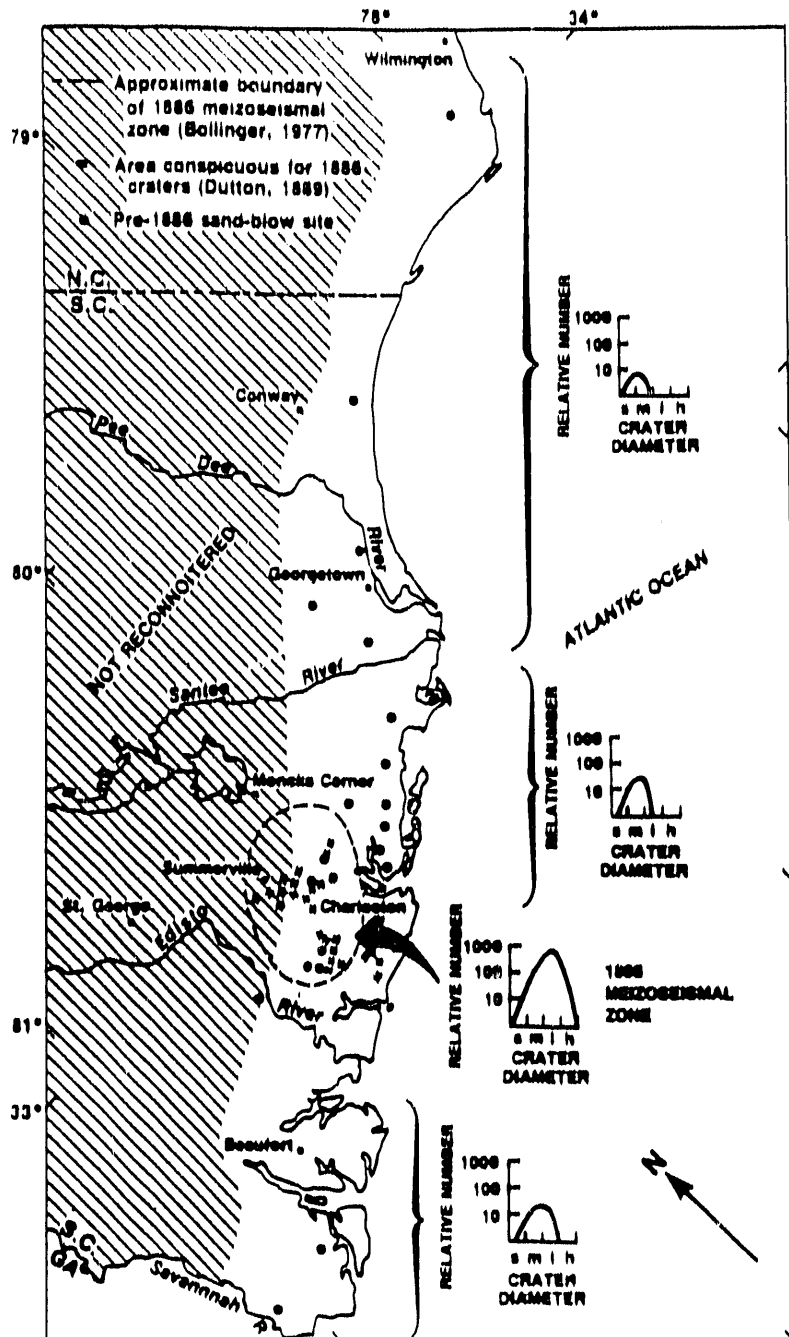 78°
34°
Wilmington
Approximate boundary
of 1886 meizoseismal
zone (Bollinger, 1977)
79°
Area conspicuous for 1886
craters (Dutton, 1889)
Pre-1886 sand-blow site
N.C.
S.C.
RELATIVE NUMBER
1000
100
10
s m l h
CRATER
DIAMETER
Conway
Pee
Dee
River
NOT RECONNOITERED
80°
Georgetown
ATLANTIC OCEAN
Santee
River
RELATIVE NUMBER
1000
100
10
s m l h
CRATER
DIAMETER
Moncks Corner
Summerville
St. George
Charleston
Edisto
River
RELATIVE NUMBER
1000
100
10
s m l h
CRATER
DIAMETER
1886
MEIZOSEISMAL
ZONE
81°
33°
Beaufort
RELATIVE NUMBER
1000
100
10
s m l h
CRATER
DIAMETER
N
S.C.
GA.
Savannah